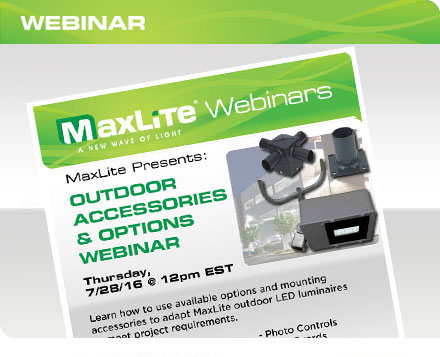 WEBINAR
MaxLite® Webinars
A NEW WAVE OF LIGHT
MaxLite Presents:
OUTDOOR
ACCESSORIES
& OPTIONS
WEBINAR
Thursday,
7/28/16 @ 12pm EST
Learn how to use available options and mounting
accessories to adapt MaxLite outdoor LED luminaires
meet project requirements.
- Photo Controls